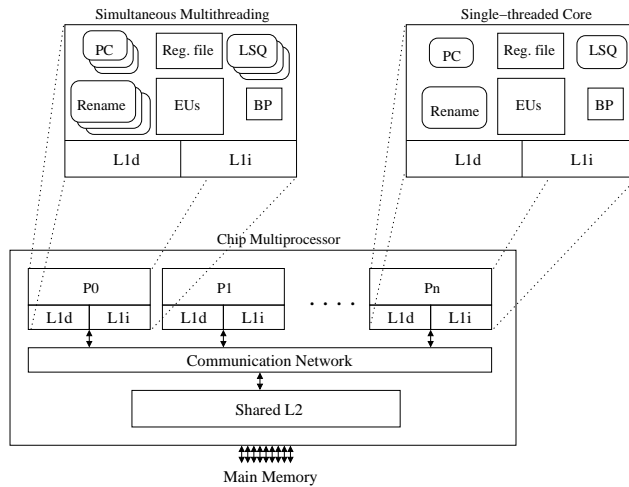 Simultaneous Multithreading
Single-threaded Core
PC
Reg. file
LSQ
Rename
EUs
BP
L1d
L1i
PC
Reg. file
LSQ
Rename
EUs
BP
L1d
L1i
Chip Multiprocessor
P0
P1
. . . .
Pn
L1d
L1i
L1d
L1i
L1d
L1i
Communication Network
Shared L2
Main Memory